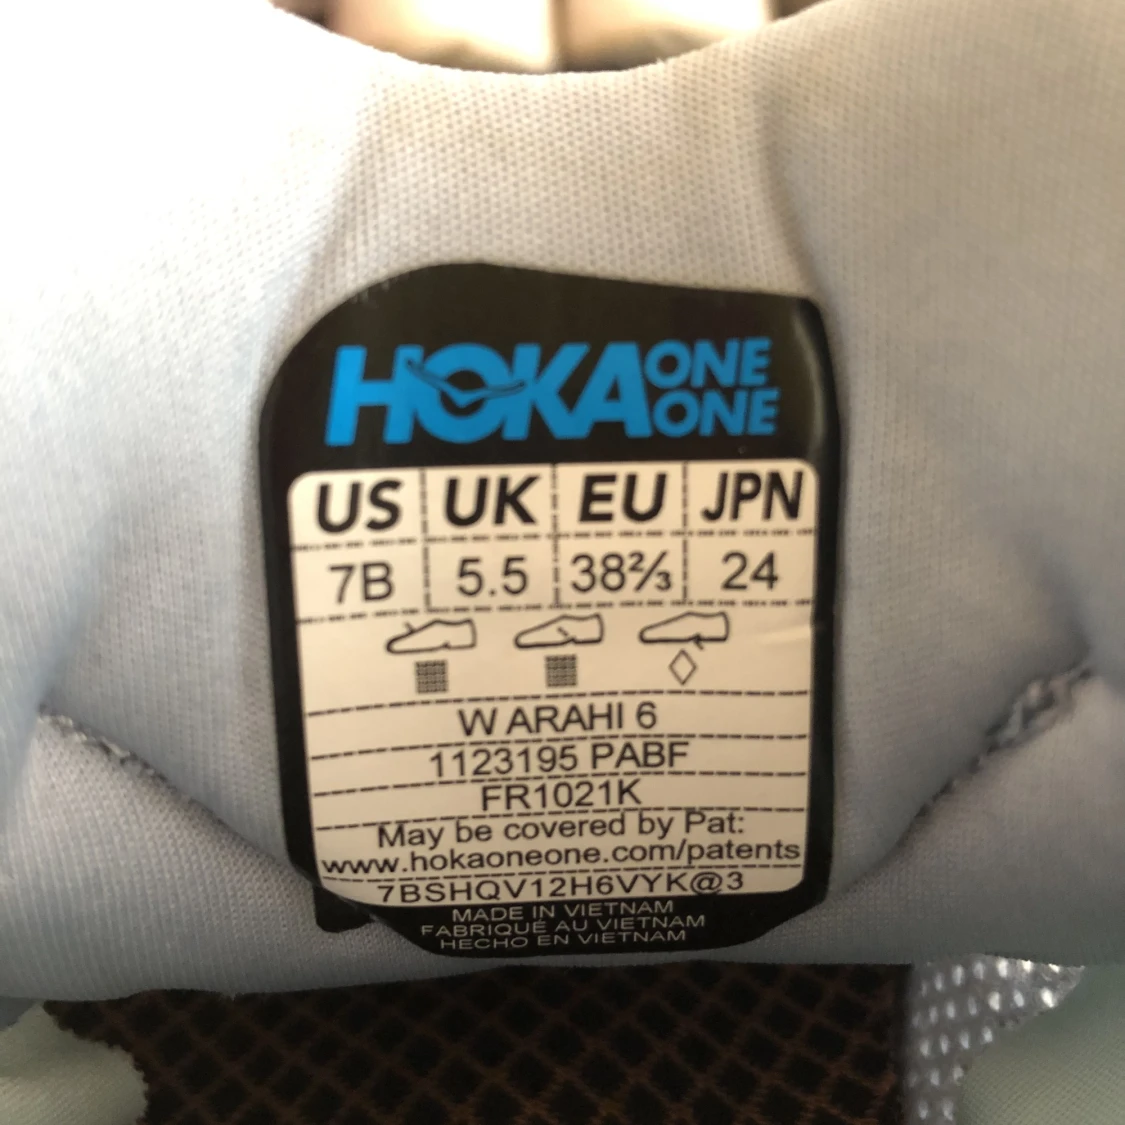 HOKA ONE ONE
US UK EU JPN
7B 5.5 38⅔ 24
W ARAHI 6
1123195 PABF
FR1021K
May be covered by Pat:
www.hokaoneone.com/patents
7BSHQV12H6VYK@3
MADE IN VIETNAM
FABRIQUÉ AU VIETNAM
HECHO EN VIETNAM